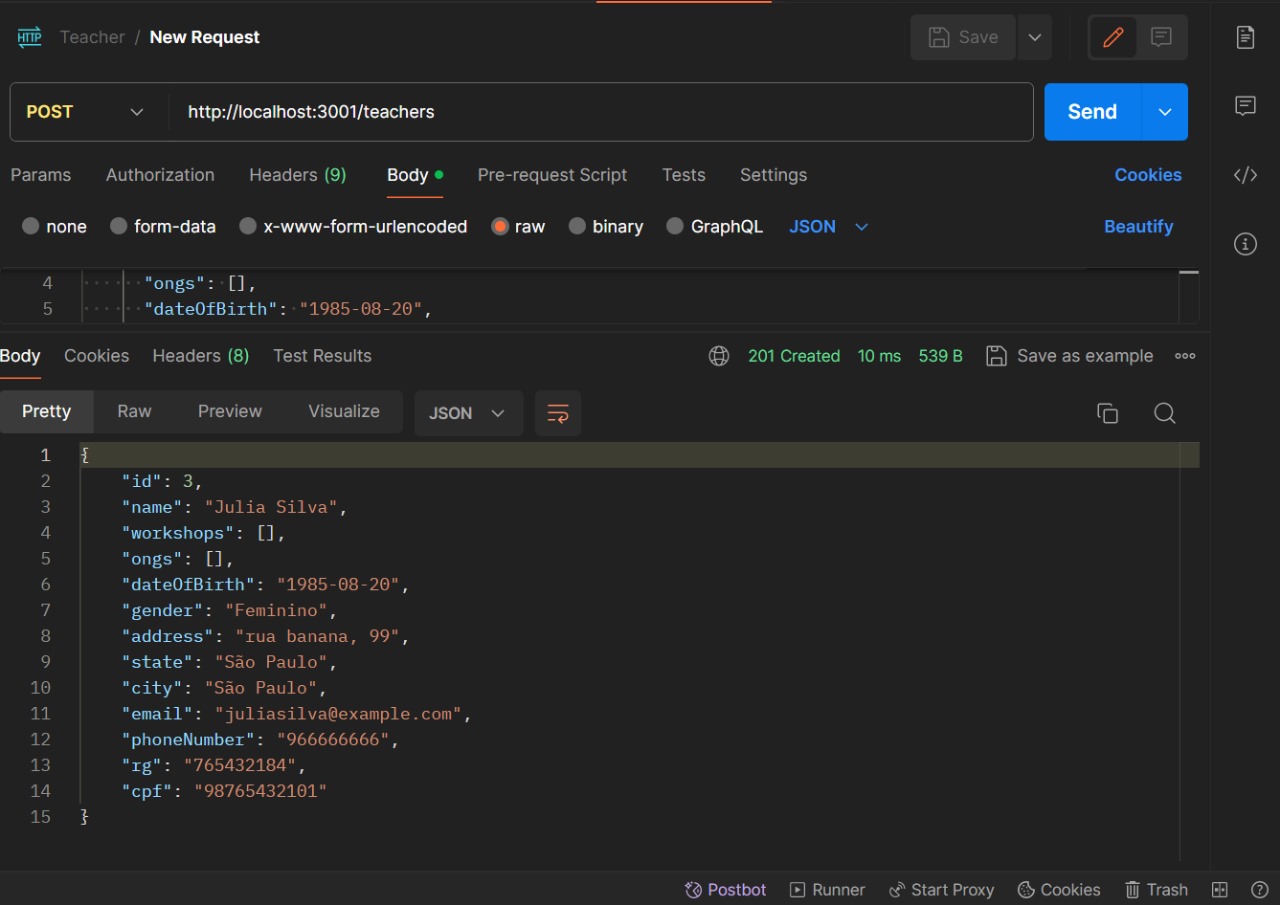 HTTP Teacher / New Request Save
POST http://localhost:3001/teachers Send
Params Authorization Headers (9) Body Pre-request Script Tests Settings Cookies
none form-data x-www-form-urlencoded raw binary GraphQL JSON Beautify
4 "ongs": [],
5 "dateOfBirth": "1985-08-20",
Body Cookies Headers (8) Test Results 201 Created 10 ms 539 B Save as example
Pretty Raw Preview Visualize JSON
1 {
2 "id": 3,
3 "name": "Julia Silva",
4 "workshops": [],
5 "ongs": [],
6 "dateOfBirth": "1985-08-20",
7 "gender": "Feminino",
8 "address": "rua banana, 99",
9 "state": "São Paulo",
10 "city": "São Paulo",
11 "email": "juliasilva@example.com",
12 "phoneNumber": "966666666",
13 "rg": "765432184",
14 "cpf": "98765432101"
15 }
Postbot Runner Start Proxy Cookies Trash